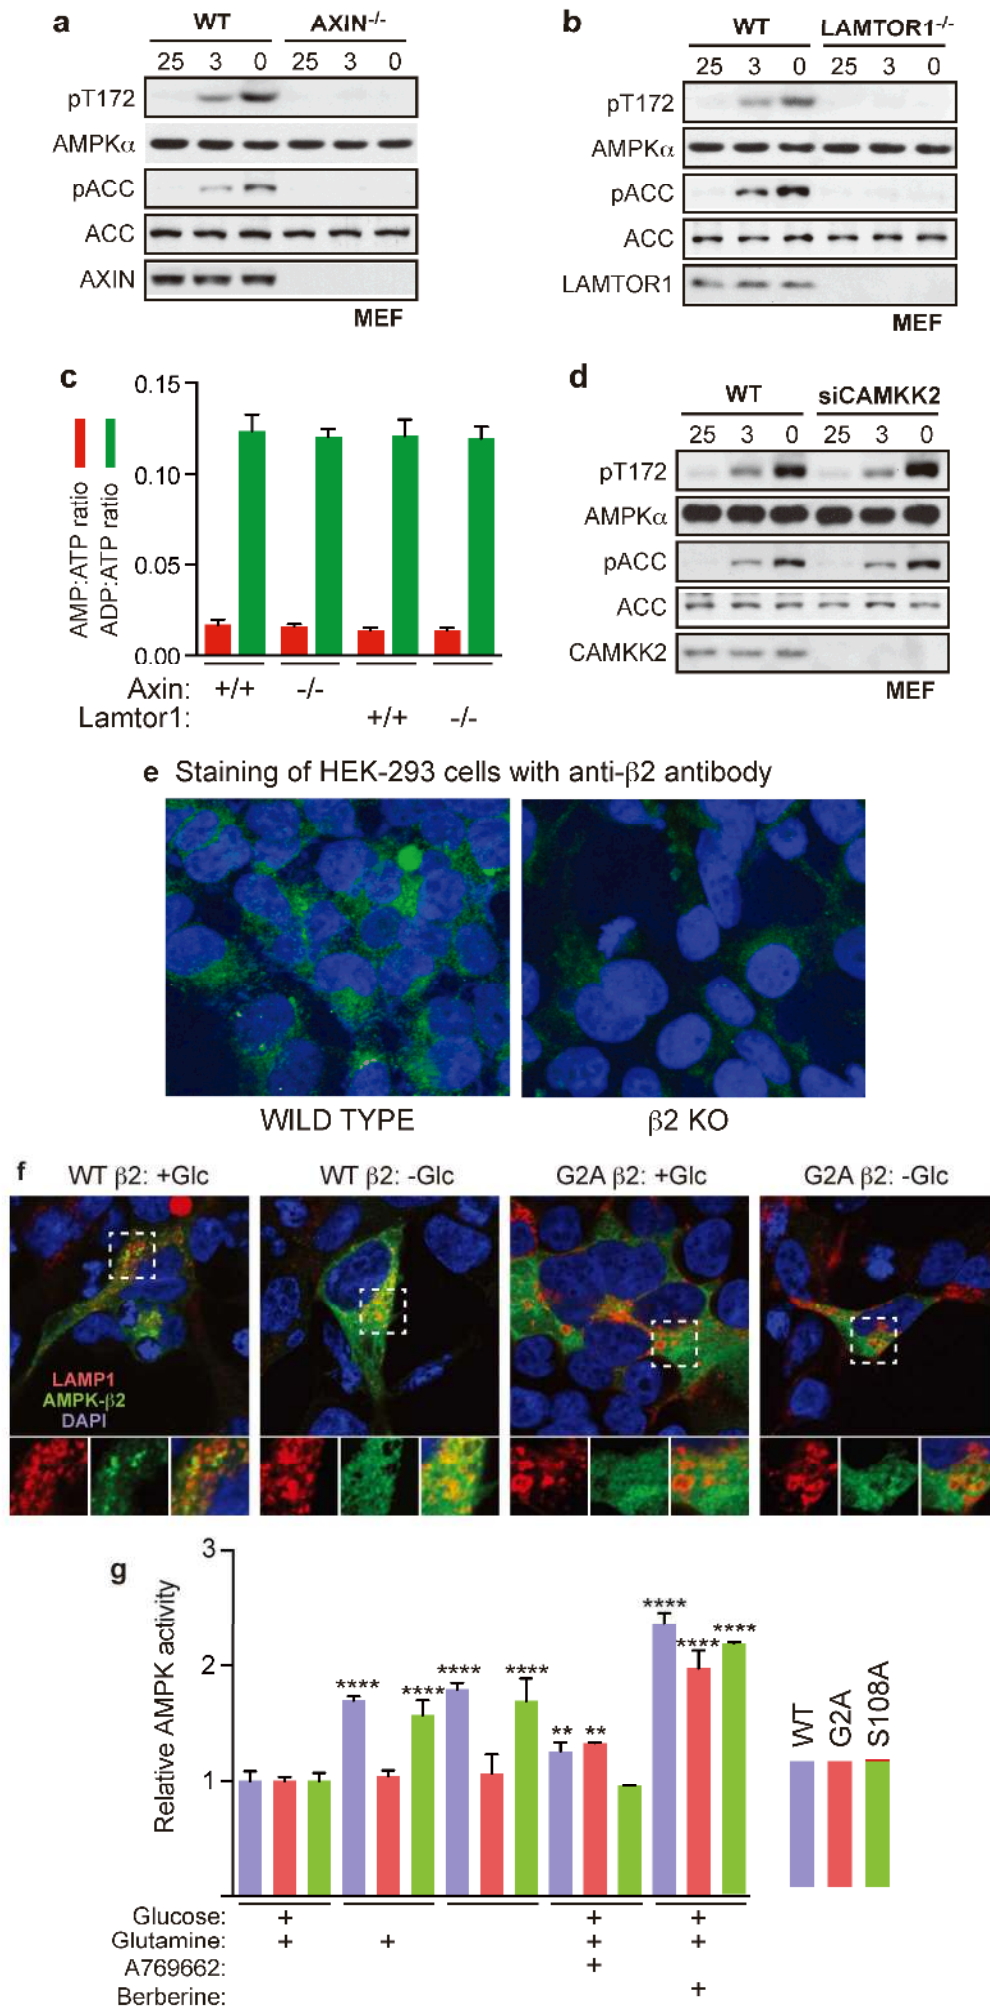 a
WT AXIN-/-
25 3 0 25 3 0
pT172
AMPKα
pACC
ACC
AXIN
MEF
b
WT LAMTOR1-/-
25 3 0 25 3 0
pT172
AMPKα
pACC
ACC
LAMTOR1
MEF
c
AMP:ATP ratio
ADP:ATP ratio
0.15
0.10
0.05
0.00
Axin: +/+ -/-
Lamtor1: +/+ -/-
d
WT siCAMKK2
25 3 0 25 3 0
pT172
AMPKα
pACC
ACC
CAMKK2
MEF
e Staining of HEK-293 cells with anti-β2 antibody
WILD TYPE β2 KO
f WT β2: +Glc WT β2: -Glc G2A β2: +Glc G2A β2: -Glc
LAMP1
AMPK-β2
DAPI
g
Relative AMPK activity
3
2
1
**** **** **** **** ** ** **** **** ****
WT
G2A
S108A
Glucose: + + +
Glutamine: + + + +
A769662: +
Berberine: +